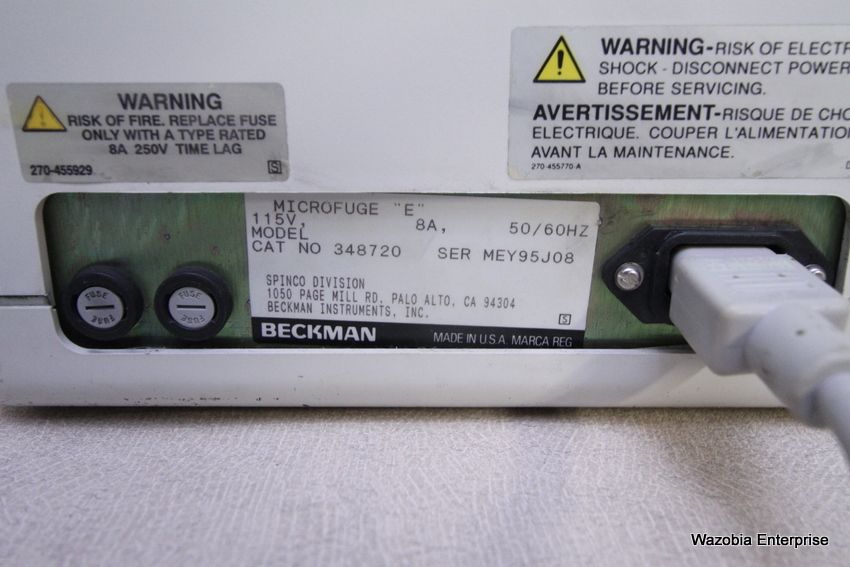 WARNING
RISK OF FIRE. REPLACE FUSE
ONLY WITH A TYPE RATED
8A 250V TIME LAG
270-455929
S
WARNING-RISK OF ELECTR
SHOCK - DISCONNECT POWER
BEFORE SERVICING.
AVERTISSEMENT-RISQUE DE CHO
ELECTRIQUE. COUPER L'ALIMENTATIO
AVANT LA MAINTENANCE.
270-455770-A
MICROFUGE "E"
115V, 8A, 50/60HZ
MODEL
CAT NO 348720 SER MEY95J08
SPINCO DIVISION
1050 PAGE MILL RD, PALO ALTO, CA 94304
BECKMAN INSTRUMENTS, INC.
S
BECKMAN MADE IN U.S.A. MARCA REG
FUSE
FUSE
FUSE
FUSE
Wazobia Enterprise